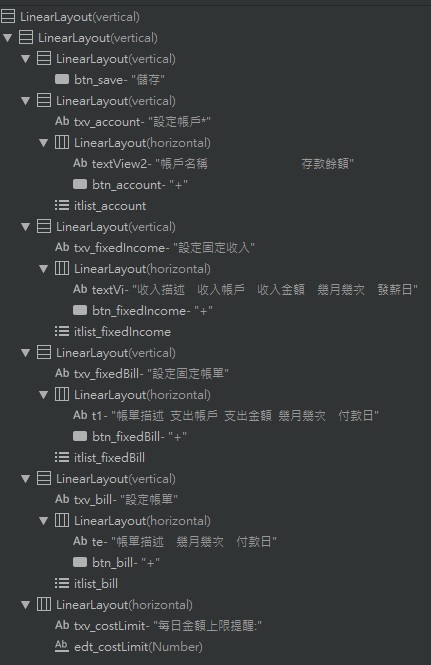 LinearLayout(vertical)
LinearLayout(vertical)
LinearLayout(vertical)
btn_save- "儲存"
LinearLayout(vertical)
Ab txv_account- "設定帳戶*"
LinearLayout(horizontal)
Ab textView2- "帳戶名稱 存款餘額"
btn_account- "+"
itlist_account
LinearLayout(vertical)
Ab txv_fixedIncome- "設定固定收入"
LinearLayout(horizontal)
Ab textVi- "收入描述 收入帳戶 收入金額 幾月幾次 發薪日"
btn_fixedIncome- "+"
itlist_fixedIncome
LinearLayout(vertical)
Ab txv_fixedBill- "設定固定帳單"
LinearLayout(horizontal)
Ab t1- "帳單描述 支出帳戶 支出金額 幾月幾次 付款日"
btn_fixedBill- "+"
itlist_fixedBill
LinearLayout(vertical)
Ab txv_bill- "設定帳單"
LinearLayout(horizontal)
Ab te- "帳單描述 幾月幾次 付款日"
btn_bill- "+"
itlist_bill
LinearLayout(horizontal)
Ab txv_costLimit- "每日金額上限提醒:"
Ab edt_costLimit(Number)